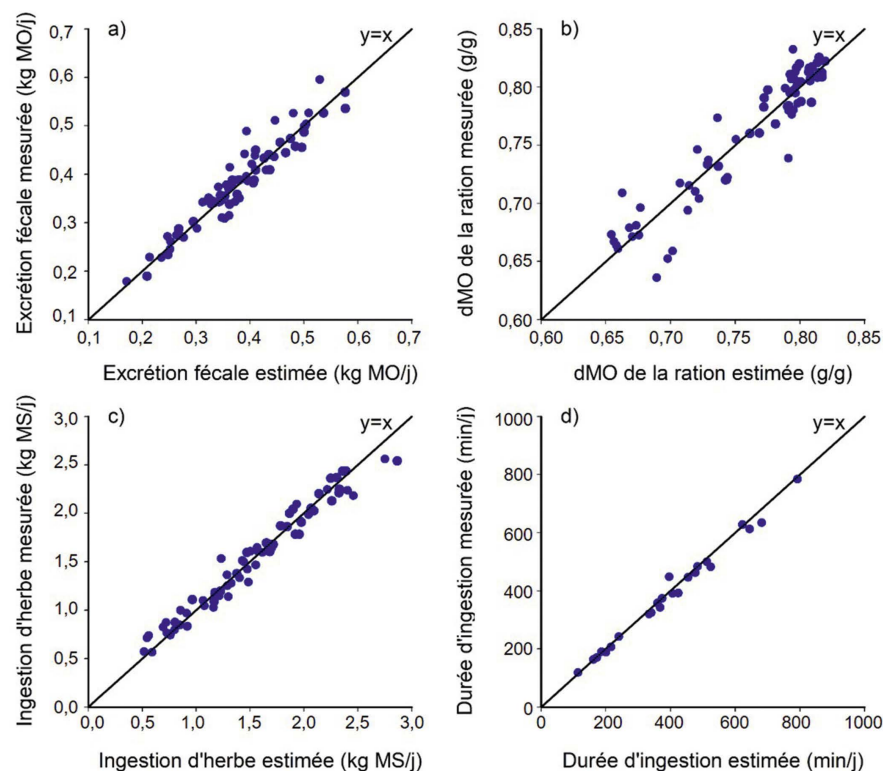 a)
y=x
Excrétion fécale mesurée (kg MO/j)
0,7
0,6
0,5
0,4
0,3
0,2
0,1
0,1 0,2 0,3 0,4 0,5 0,6 0,7
Excrétion fécale estimée (kg MO/j)
b)
y=x
dMO de la ration mesurée (g/g)
0,85
0,80
0,75
0,70
0,65
0,60
0,60 0,65 0,70 0,75 0,80 0,85
dMO de la ration estimée (g/g)
c)
y=x
Ingestion d'herbe mesurée (kg MS/j)
3,0
2,5
2,0
1,5
1,0
0,5
0,0
0,0 0,5 1,0 1,5 2,0 2,5 3,0
Ingestion d'herbe estimée (kg MS/j)
d)
y=x
Durée d'ingestion mesurée (min/j)
1000
800
600
400
200
0
0 200 400 600 800 1000
Durée d'ingestion estimée (min/j)